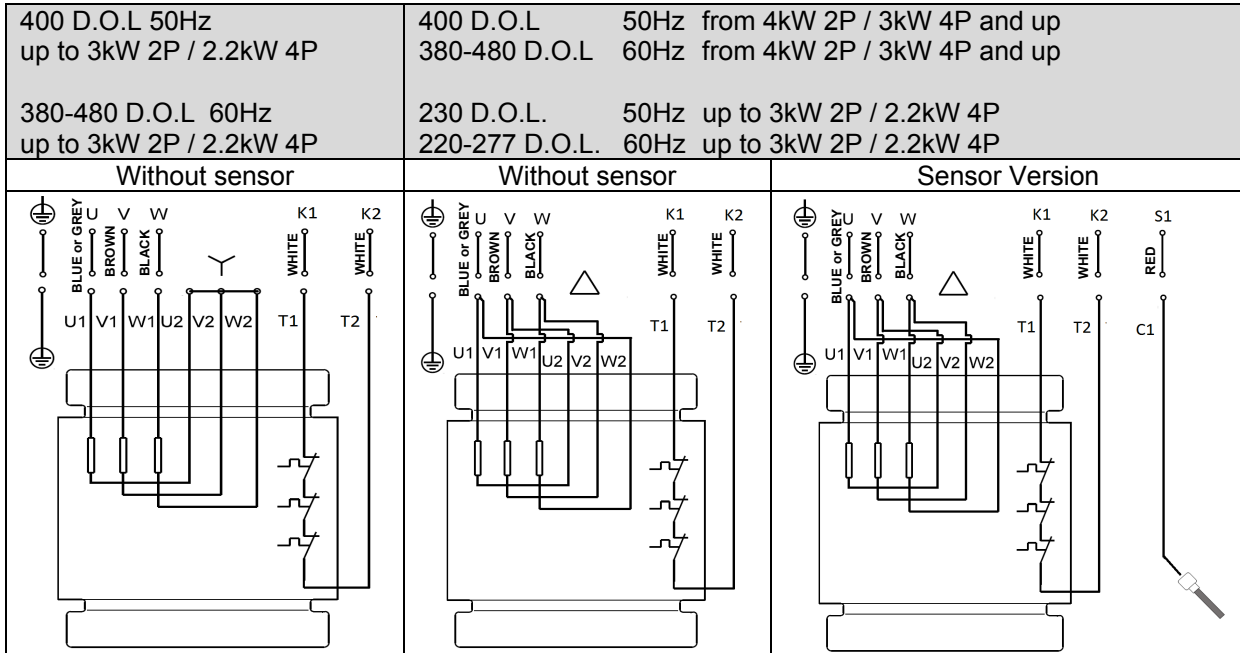 400 D.O.L 50Hz
up to 3kW 2P / 2.2kW 4P
380-480 D.O.L 60Hz
up to 3kW 2P / 2.2kW 4P
400 D.O.L 50Hz from 4kW 2P / 3kW 4P and up
380-480 D.O.L 60Hz from 4kW 2P / 3kW 4P and up
230 D.O.L. 50Hz up to 3kW 2P / 2.2kW 4P
220-277 D.O.L. 60Hz up to 3kW 2P / 2.2kW 4P
Without sensor
Without sensor
Sensor Version
U V W K1 K2
BLUE or GREY
BROWN
BLACK
WHITE
WHITE
U1 V1 W1 U2 V2 W2 T1 T2
U V W K1 K2
BLUE or GREY
BROWN
BLACK
WHITE
WHITE
T1 T2
U1 V1 W1 U2 V2 W2
U V W K1 K2 S1
BLUE or GREY
BROWN
BLACK
WHITE
WHITE
RED
T1 T2 C1
U1 V1 W1 U2 V2 W2